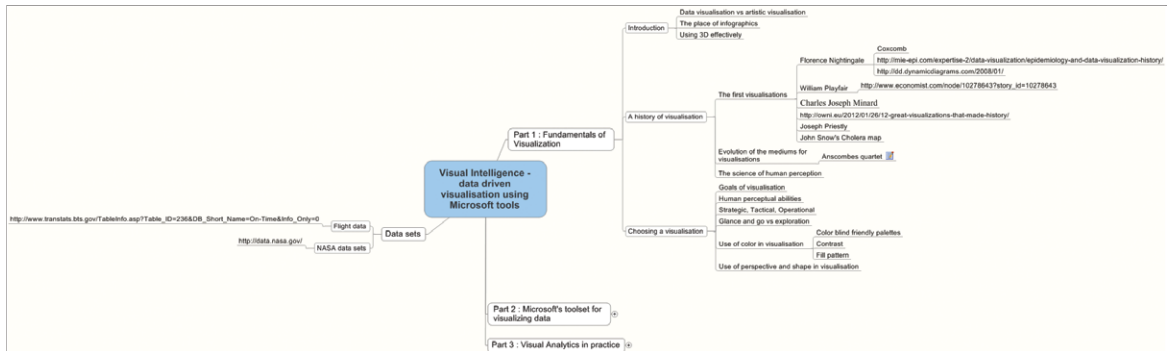 Visual Intelligence -
data driven
visualisation using
Microsoft tools
Part 1 : Fundamentals of
Visualization
Introduction
Data visualisation vs artistic visualisation
The place of infographics
Using 3D effectively
A history of visualisation
The first visualisations
Florence Nightingale
Coxcomb
http://mie-epi.com/expertise-2/data-visualization/epidemiology-and-data-visualization-history/
http://dd.dynamicdiagrams.com/2008/01/
William Playfair
http://www.economist.com/node/10278643?story_id=10278643
Charles Joseph Minard
http://owni.eu/2012/01/26/12-great-visualizations-that-made-history/
Joseph Priestly
John Snow's Cholera map
Evolution of the mediums for
visualisations
Anscombes quartet
The science of human perception
Choosing a visualisation
Goals of visualisation
Human perceptual abilities
Strategic, Tactical, Operational
Glance and go vs exploration
Use of color in visualisation
Color blind friendly palettes
Contrast
Fill pattern
Use of perspective and shape in visualisation
Data sets
Flight data
http://www.transtats.bts.gov/TableInfo.asp?Table_ID=236&DB_Short_Name=On-Time&Info_Only=0
NASA data sets
http://data.nasa.gov/
Part 2 : Microsoft's toolset for
visualizing data
Part 3 : Visual Analytics in practice